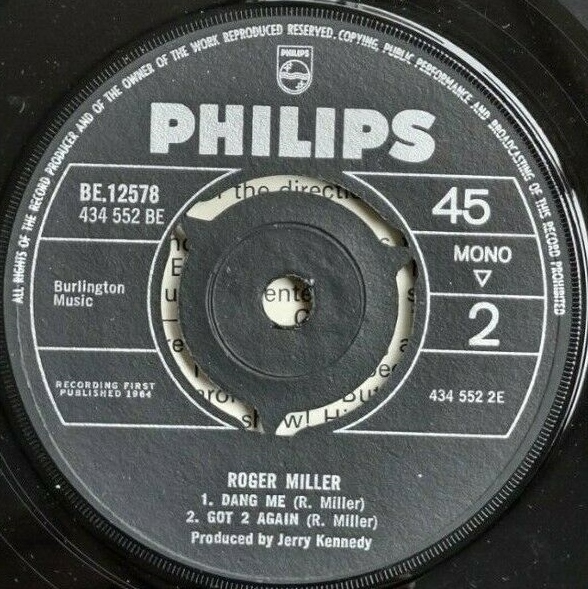 ALL RIGHTS OF THE RECORD PRODUCER AND OF THE OWNER OF THE WORK REPRODUCED RESERVED. COPYING, PUBLIC PERFORMANCE AND BROADCASTING OF THIS RECORD PROHIBITED
PHILIPS
PHILIPS
BE.12578
434 552 BE
45
MONO
2
Burlington
Music
RECORDING FIRST
PUBLISHED 1964
434 552 2E
the directi
ente
ROGER MILLER
1. DANG ME (R. Miller)
2. GOT 2 AGAIN (R. Miller)
Produced by Jerry Kennedy